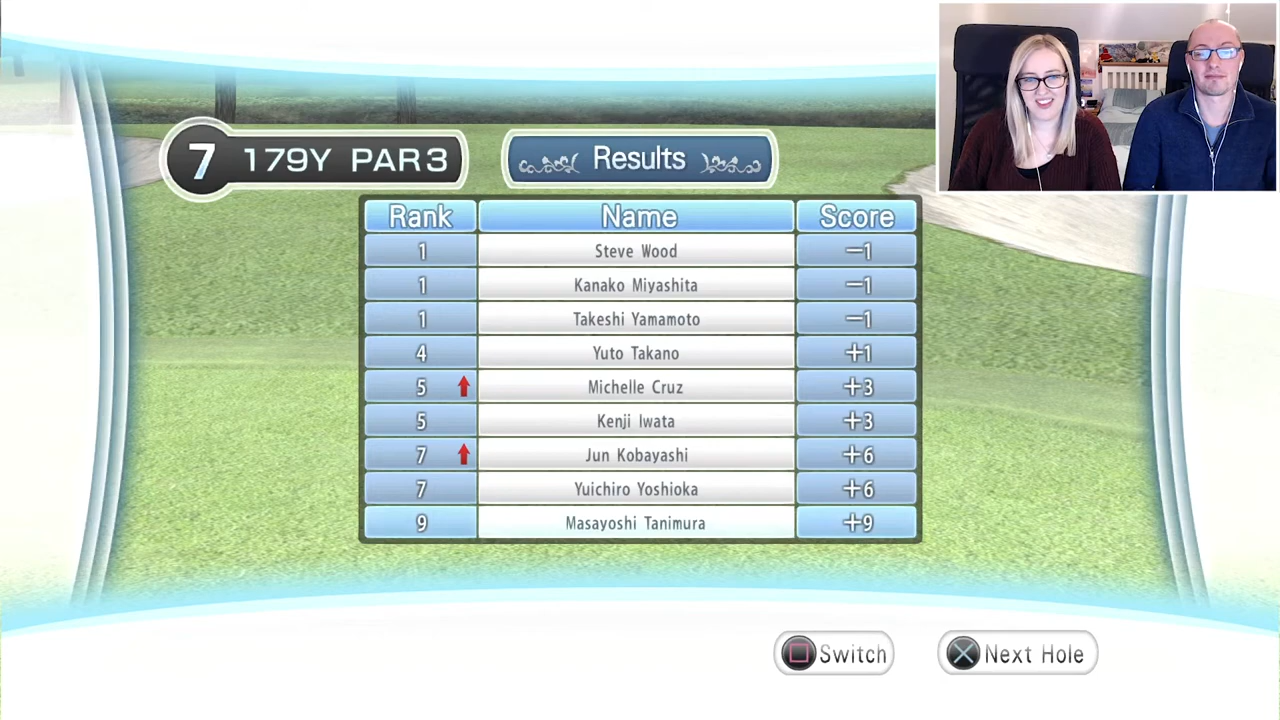 7 179Y PAR 3
Results
Rank Name Score
1 Steve Wood −1
1 Kanako Miyashita −1
1 Takeshi Yamamoto −1
4 Yuto Takano +1
5 Michelle Cruz +3
5 Kenji Iwata +3
7 Jun Kobayashi +6
7 Yuichiro Yoshioka +6
9 Masayoshi Tanimura +9
Switch Next Hole